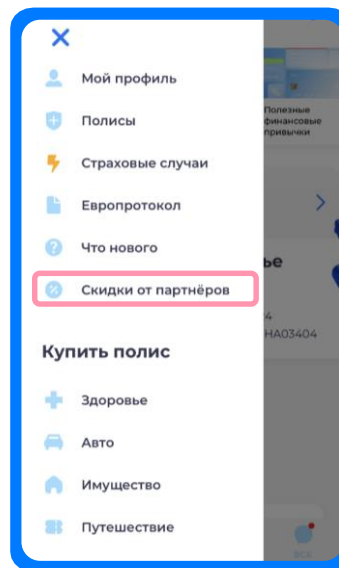 Мой профиль
Полисы
Страховые случаи
Европротокол
Что нового
Скидки от партнёров
Купить полис
Здоровье
Авто
Имущество
Путешествие
Полезные
финансовые
привычки
ье
4
НА03404
ВСК